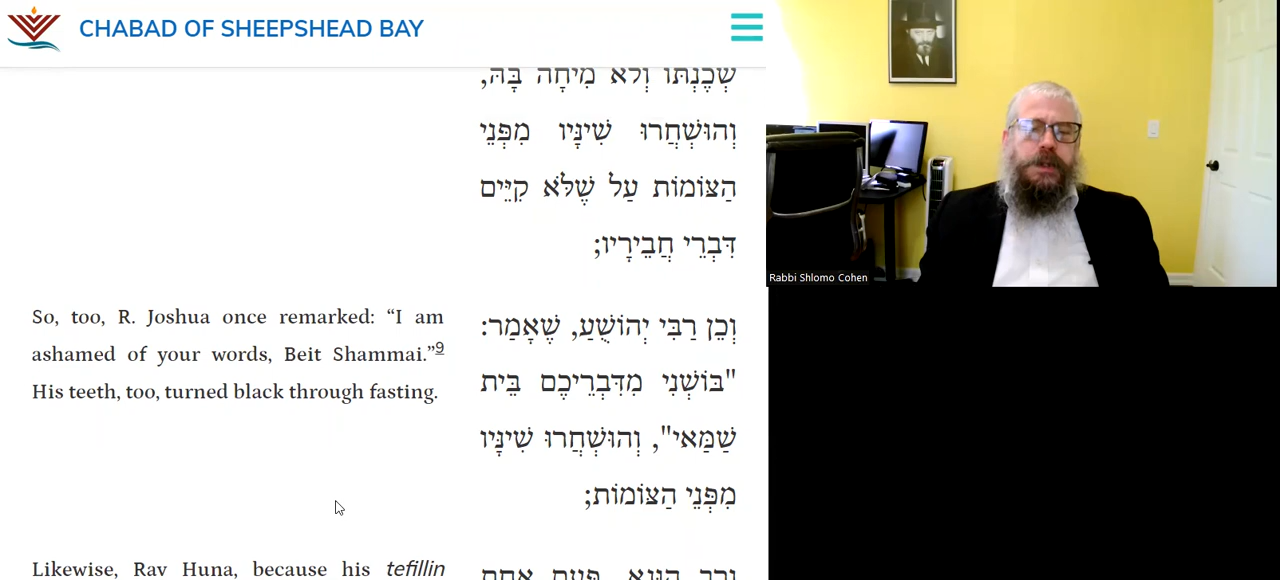 CHABAD OF SHEEPSHEAD BAY
שְׁכֶנְתּוֹ וְלֹא מִיחָה בָּהּ,
וְהוּשְׁחֲרוּ שִׁינָּיו מִפְּנֵי
הַצּוֹמוֹת עַל שֶׁלֹּא קִיֵּים
דִּבְרֵי חֲבֵירָיו;
So, too, R. Joshua once remarked: “I am
ashamed of your words, Beit Shammai.”9
His teeth, too, turned black through fasting.
וְכֵן רַבִּי יְהוֹשֻׁעַ, שֶׁאָמַר:
"בּוֹשְׁנִי מִדִּבְרֵיכֶם בֵּית
שַׁמַּאי", וְהוּשְׁחֲרוּ שִׁינָּיו
מִפְּנֵי הַצּוֹמוֹת;
Likewise, Rav Huna, because his tefillin
הוּנָא, פַּעַם אַחַת
Rabbi Shlomo Cohen